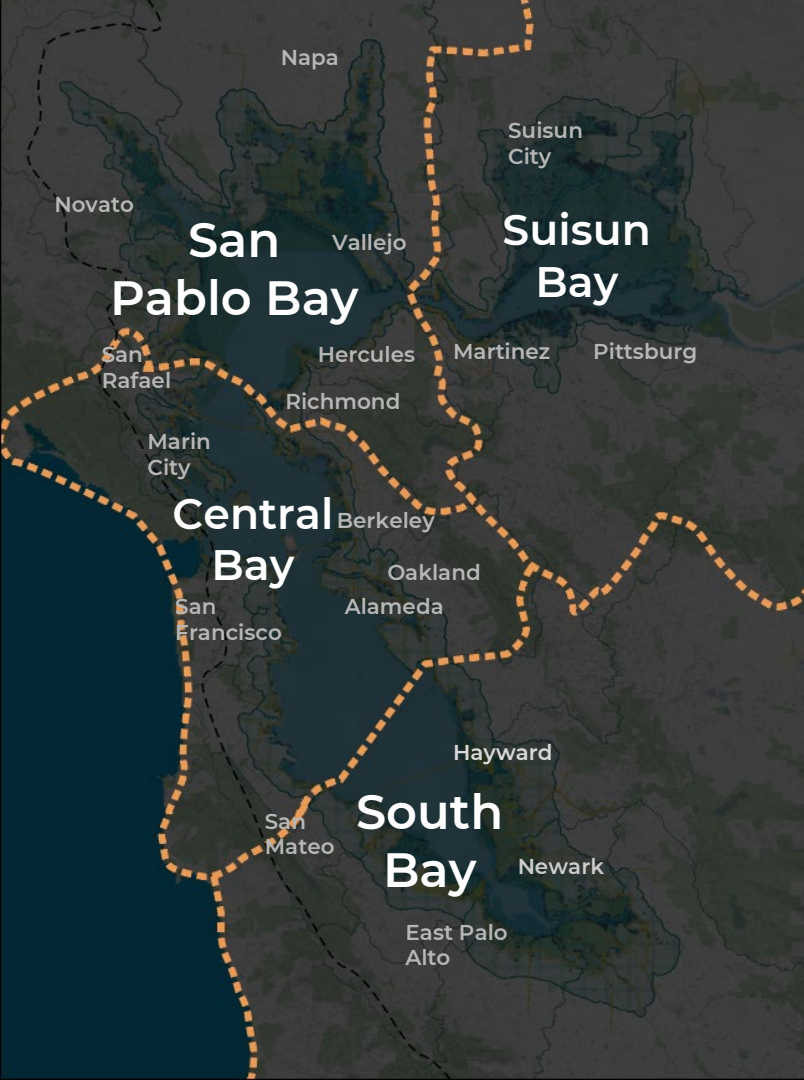 Napa
Suisun
City
Novato
San
Pablo Bay
Vallejo
Suisun
Bay
San
Rafael
Hercules
Martinez
Pittsburg
Richmond
Marin
City
Central
Bay
Berkeley
Oakland
Alameda
San
Francisco
Hayward
South
Bay
San
Mateo
Newark
East Palo
Alto